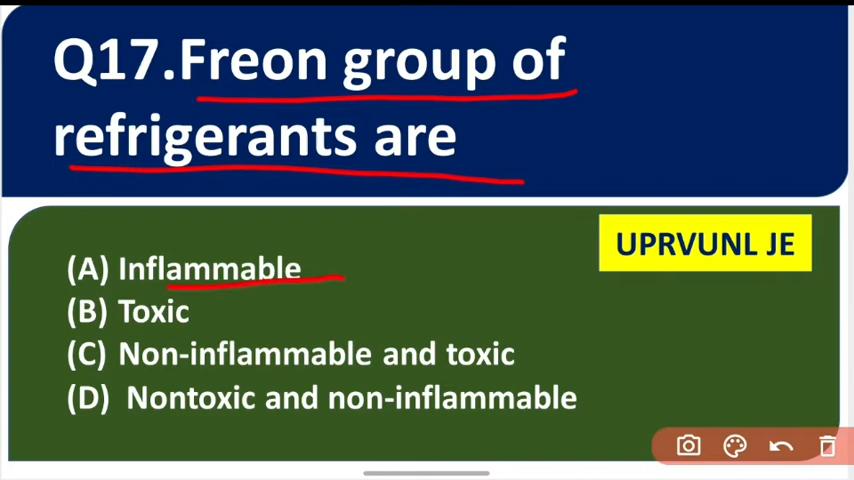 Q17.Freon group of
refrigerants are
UPRVUNL JE
(A) Inflammable
(B) Toxic
(C) Non-inflammable and toxic
(D) Nontoxic and non-inflammable